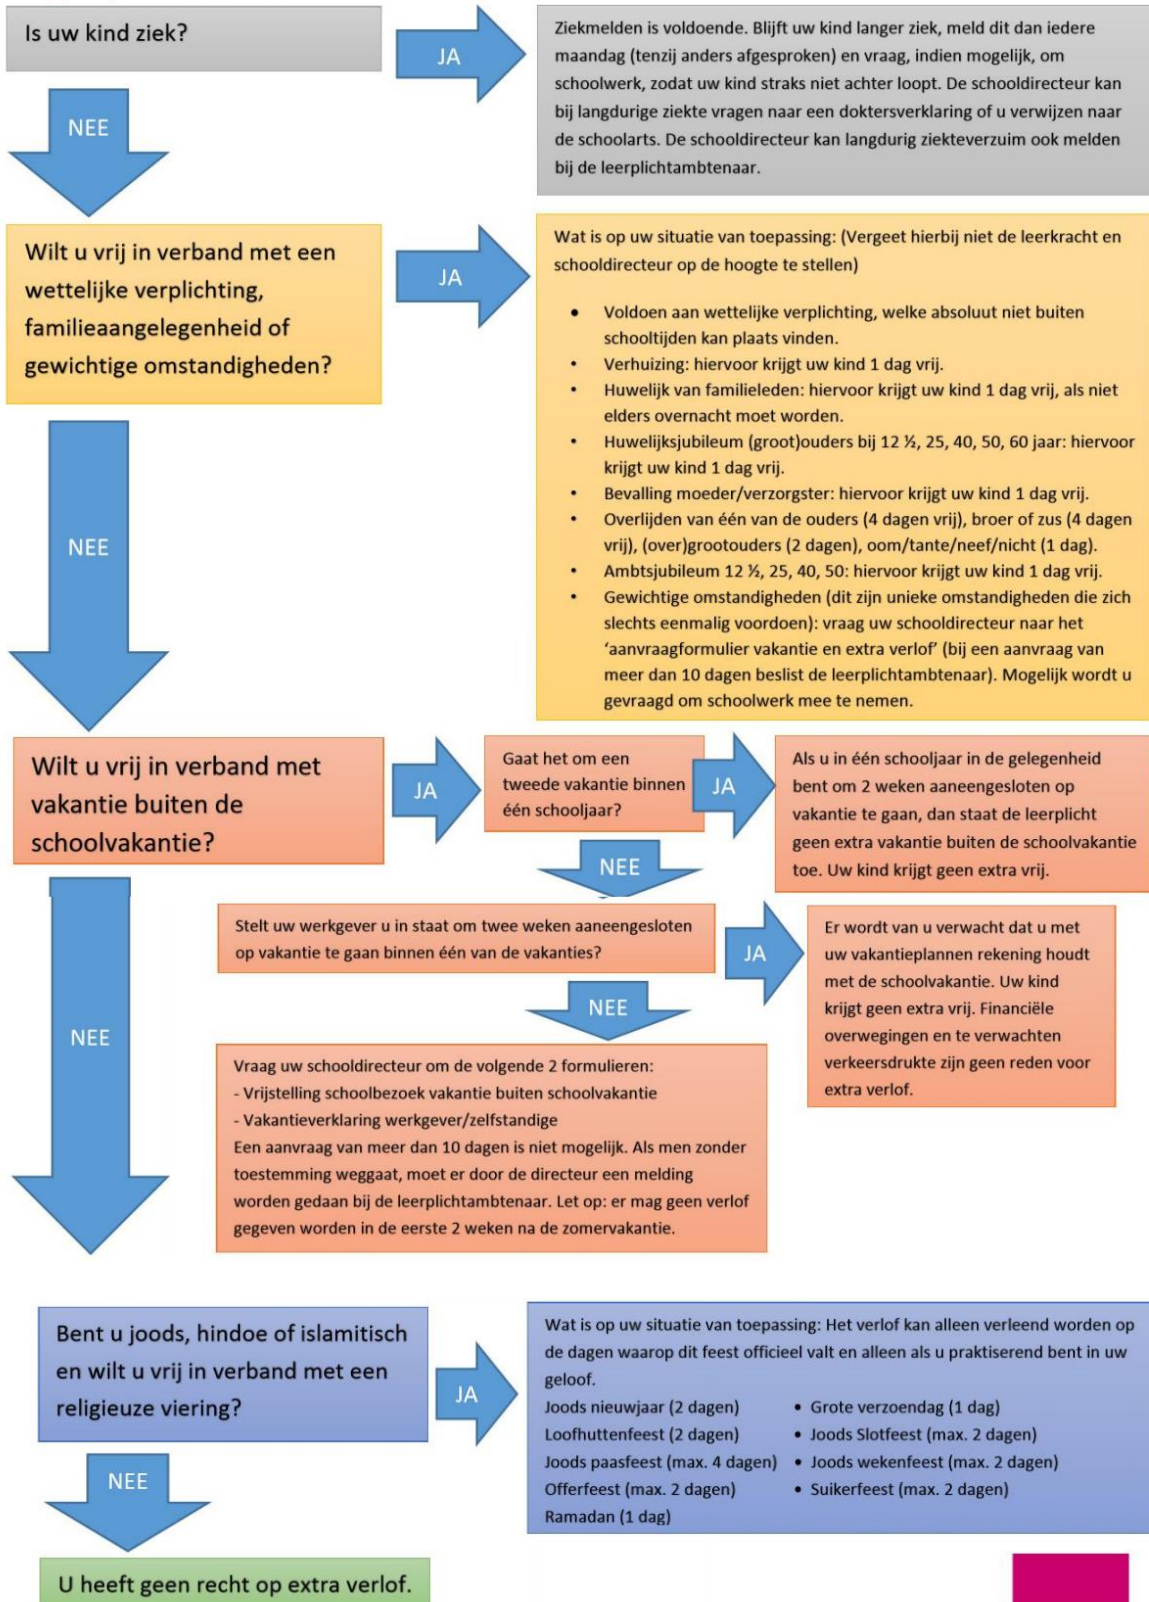 Is uw kind ziek?
JA
Ziekmelden is voldoende. Blijft uw kind langer ziek, meld dit dan iedere
maandag (tenzij anders afgesproken) en vraag, indien mogelijk, om
schoolwerk, zodat uw kind straks niet achter loopt. De schooldirecteur kan
bij langdurige ziekte vragen naar een doktersverklaring of u verwijzen naar
de schoolarts. De schooldirecteur kan langdurig ziekteverzuim ook melden
bij de leerplichtambtenaar.
NEE
Wilt u vrij in verband met een
wettelijke verplichting,
familieaangelegenheid of
gewichtige omstandigheden?
JA
Wat is op uw situatie van toepassing: (Vergeet hierbij niet de leerkracht en
schooldirecteur op de hoogte te stellen)
• Voldoen aan wettelijke verplichting, welke absoluut niet buiten
schooltijden kan plaats vinden.
• Verhuizing: hiervoor krijgt uw kind 1 dag vrij.
• Huwelijk van familieleden: hiervoor krijgt uw kind 1 dag vrij, als niet
elders overnacht moet worden.
• Huwelijksjubileum (groot)ouders bij 12 ½, 25, 40, 50, 60 jaar: hiervoor
krijgt uw kind 1 dag vrij.
• Bevalling moeder/verzorgster: hiervoor krijgt uw kind 1 dag vrij.
• Overlijden van één van de ouders (4 dagen vrij), broer of zus (4 dagen
vrij), (over)grootouders (2 dagen), oom/tante/neef/nicht (1 dag).
• Ambtsjubileum 12 ½, 25, 40, 50: hiervoor krijgt uw kind 1 dag vrij.
• Gewichtige omstandigheden (dit zijn unieke omstandigheden die zich
slechts eenmalig voordoen): vraag uw schooldirecteur naar het
‘aanvraagformulier vakantie en extra verlof’ (bij een aanvraag van
meer dan 10 dagen beslist de leerplichtambtenaar). Mogelijk wordt u
gevraagd om schoolwerk mee te nemen.
NEE
Wilt u vrij in verband met
vakantie buiten de
schoolvakantie?
JA
Gaat het om een
tweede vakantie binnen
één schooljaar?
JA
Als u in één schooljaar in de gelegenheid
bent om 2 weken aaneengesloten op
vakantie te gaan, dan staat de leerplicht
geen extra vakantie buiten de schoolvakantie
toe. Uw kind krijgt geen extra vrij.
NEE
Stelt uw werkgever u in staat om twee weken aaneengesloten
op vakantie te gaan binnen één van de vakanties?
JA
Er wordt van u verwacht dat u met
uw vakantieplannen rekening houdt
met de schoolvakantie. Uw kind
krijgt geen extra vrij. Financiële
overwegingen en te verwachten
verkeersdrukte zijn geen reden voor
extra verlof.
NEE
Vraag uw schooldirecteur om de volgende 2 formulieren:
- Vrijstelling schoolbezoek vakantie buiten schoolvakantie
- Vakantieverklaring werkgever/zelfstandige
Een aanvraag van meer dan 10 dagen is niet mogelijk. Als men zonder
toestemming weggaat, moet er door de directeur een melding
worden gedaan bij de leerplichtambtenaar. Let op: er mag geen verlof
gegeven worden in de eerste 2 weken na de zomervakantie.
NEE
Bent u joods, hindoe of islamitisch
en wilt u vrij in verband met een
religieuze viering?
JA
Wat is op uw situatie van toepassing: Het verlof kan alleen verleend worden op
de dagen waarop dit feest officieel valt en alleen als u praktiserend bent in uw
geloof.
Joods nieuwjaar (2 dagen) • Grote verzoendag (1 dag)
Loofhuttenfeest (2 dagen) • Joods Slotfeest (max. 2 dagen)
Joods paasfeest (max. 4 dagen) • Joods wekenfeest (max. 2 dagen)
Offerfeest (max. 2 dagen) • Suikerfeest (max. 2 dagen)
Ramadan (1 dag)
NEE
U heeft geen recht op extra verlof.